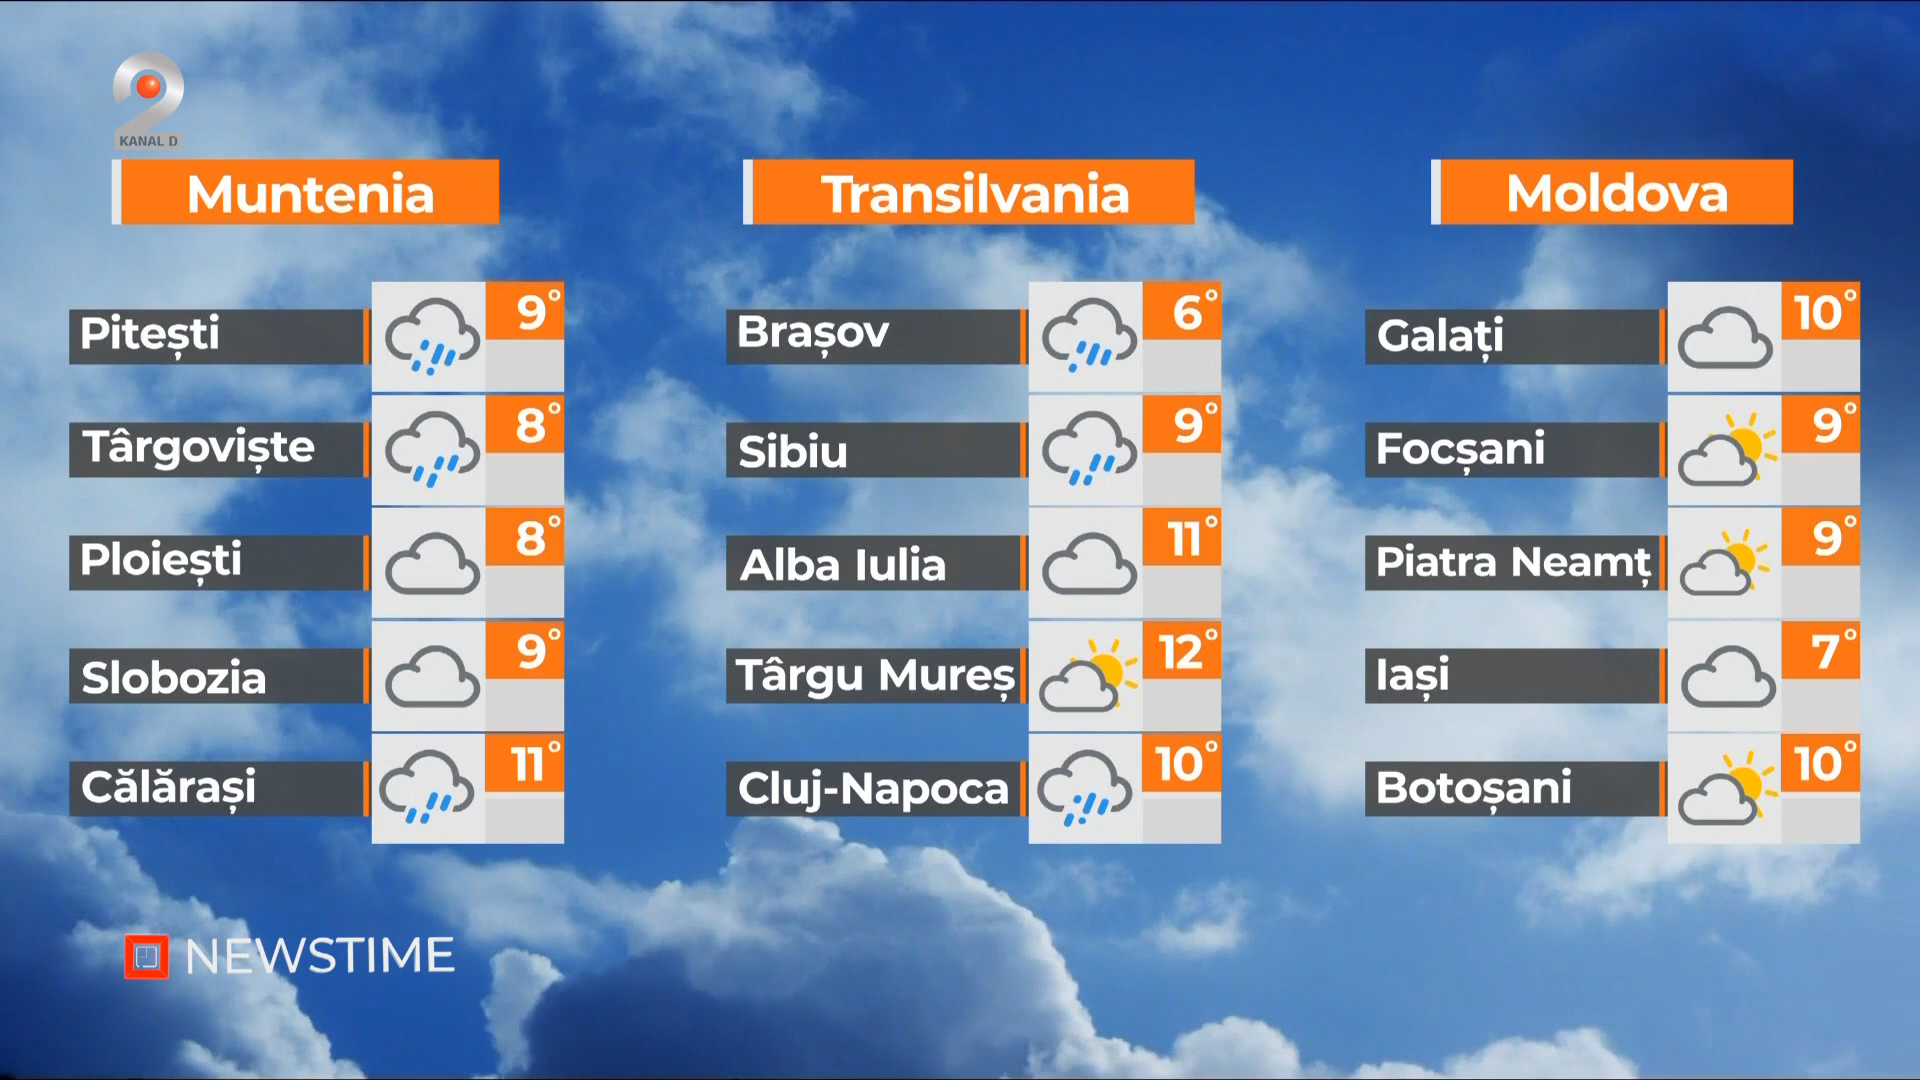 KANAL D
Muntenia
Pitești 9°
Târgoviște 8°
Ploiești 8°
Slobozia 9°
Călărași 11°
Transilvania
Brașov 6°
Sibiu 9°
Alba Iulia 11°
Târgu Mureș 12°
Cluj-Napoca 10°
Moldova
Galați 10°
Focșani 9°
Piatra Neamț 9°
Iași 7°
Botoșani 10°
NEWSTIME